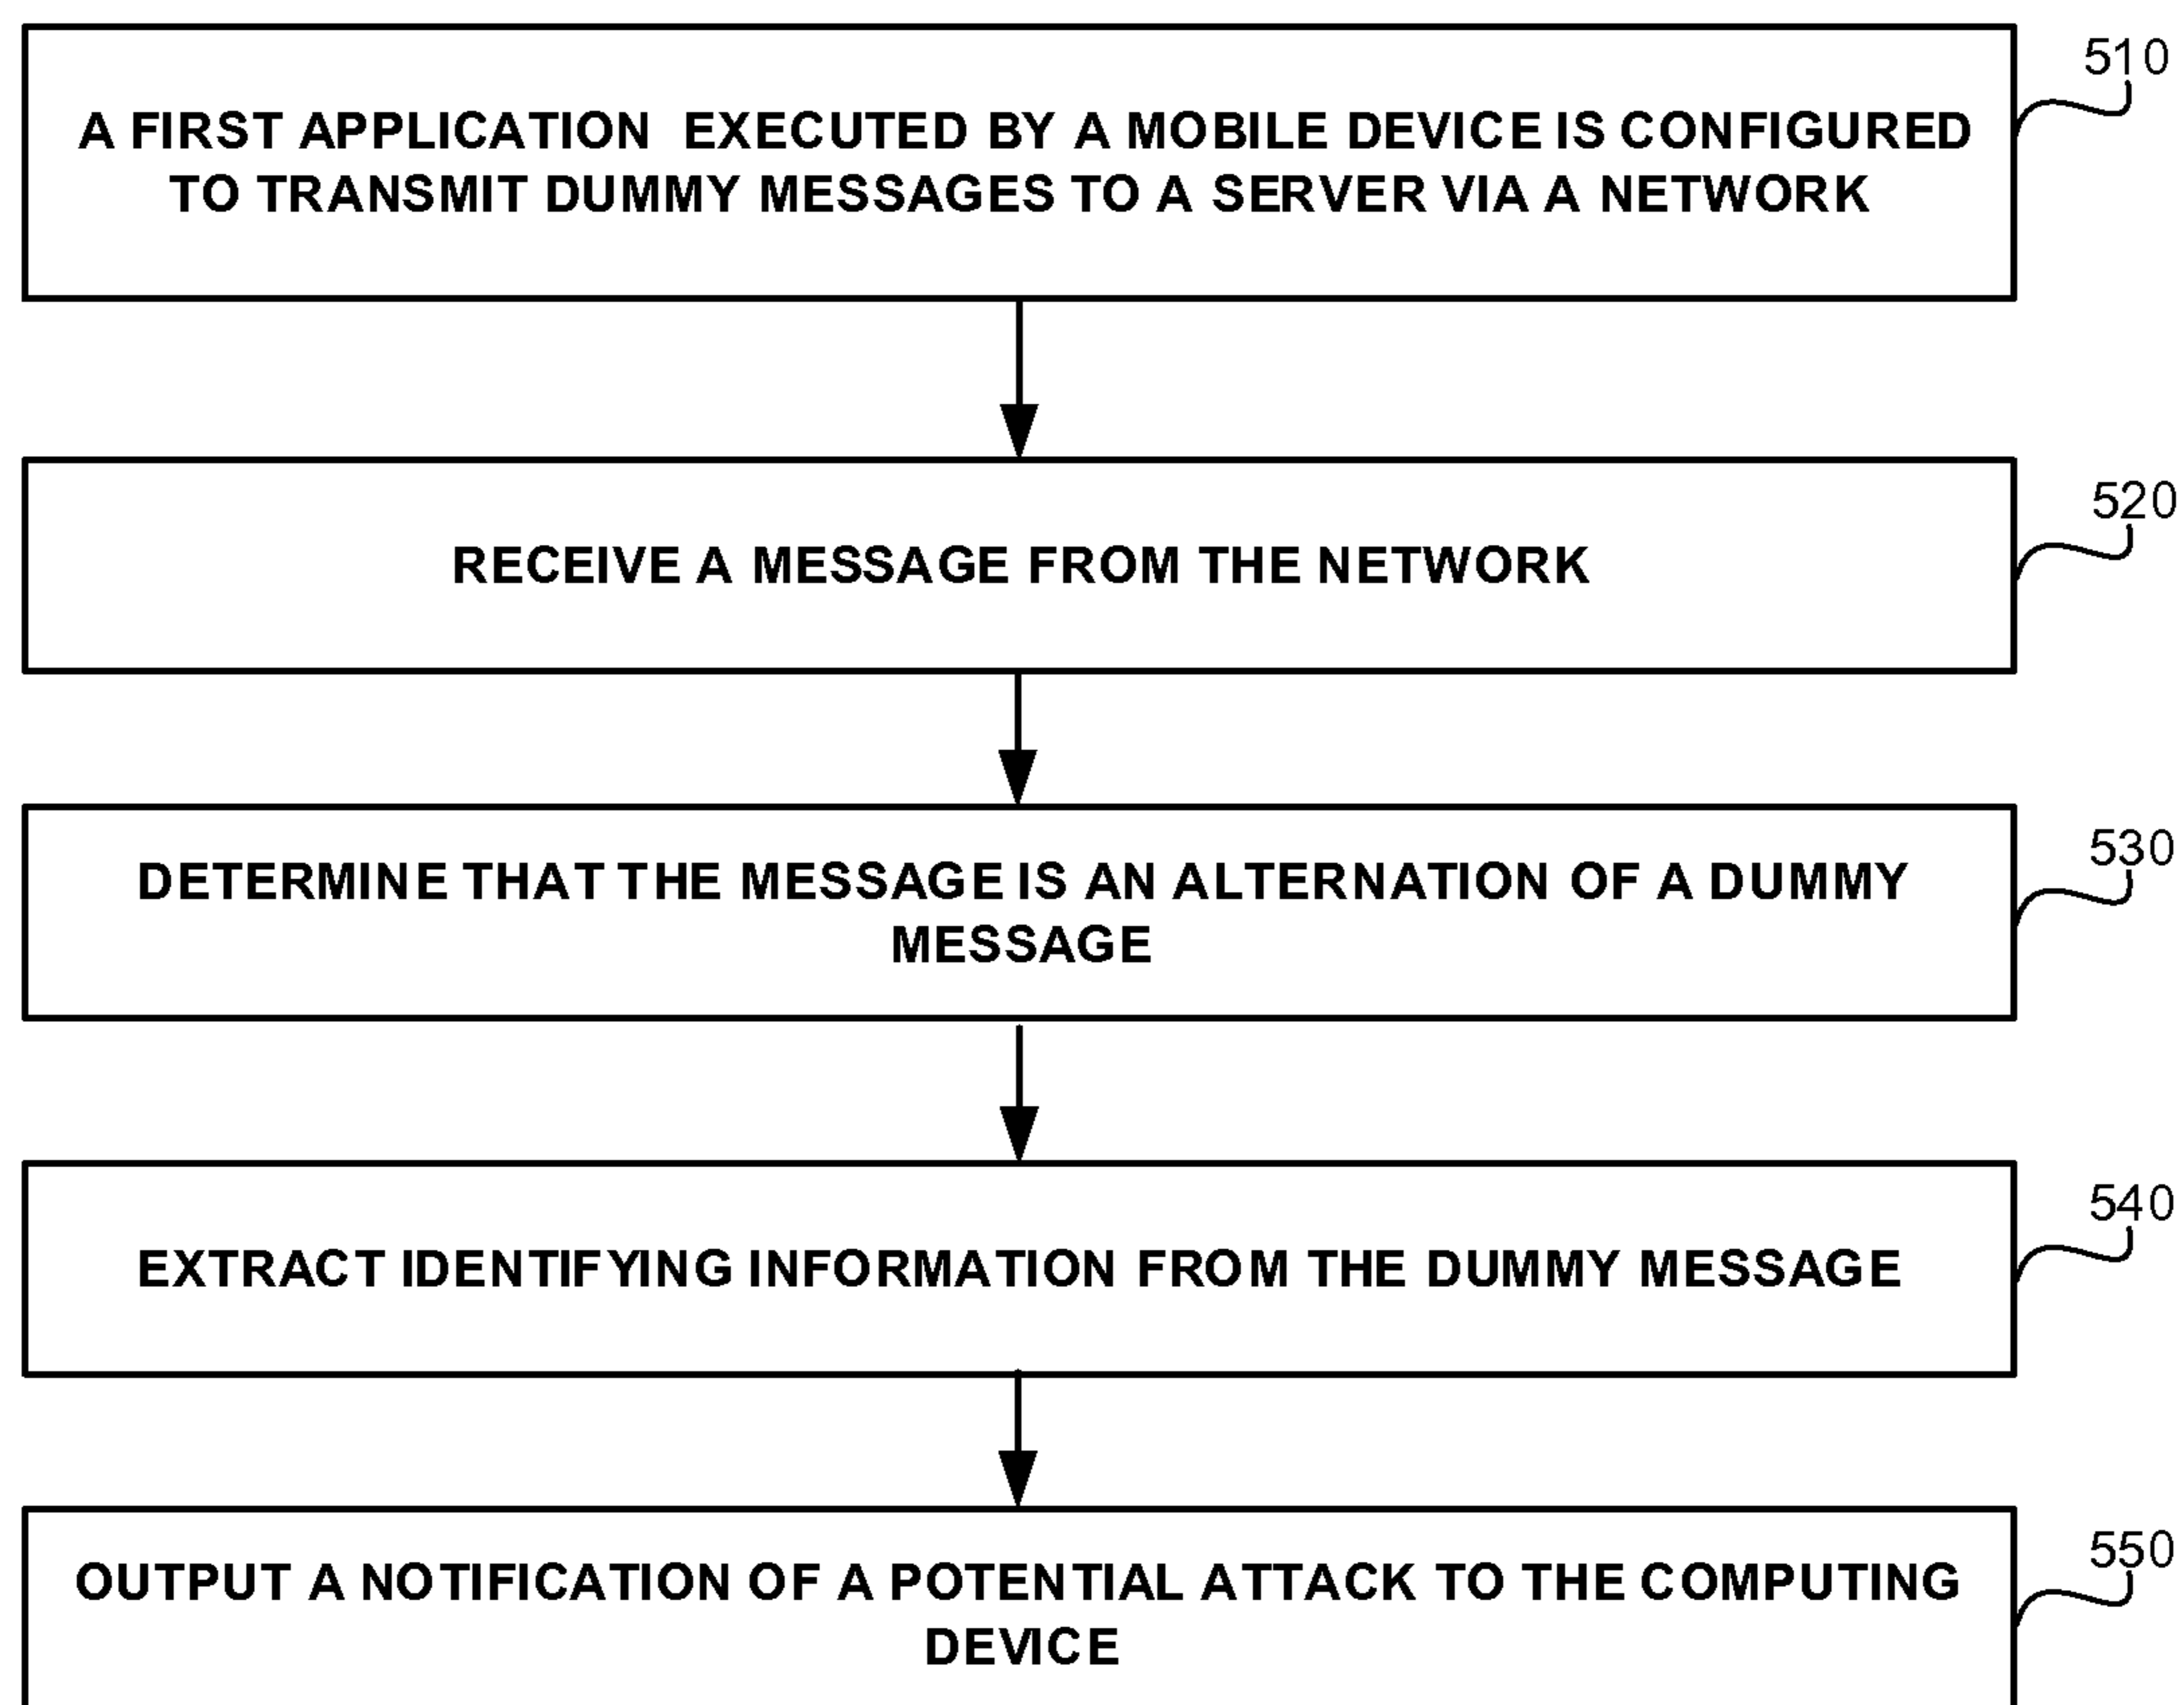 510
A FIRST APPLICATION EXECUTED BY A MOBILE DEVICE IS CONFIGURED
TO TRANSMIT DUMMY MESSAGES TO A SERVER VIA A NETWORK
520
RECEIVE A MESSAGE FROM THE NETWORK
530
DETERMINE THAT THE MESSAGE IS AN ALTERNATION OF A DUMMY
MESSAGE
540
EXTRACT IDENTIFYING INFORMATION FROM THE DUMMY MESSAGE
550
OUTPUT A NOTIFICATION OF A POTENTIAL ATTACK TO THE COMPUTING
DEVICE